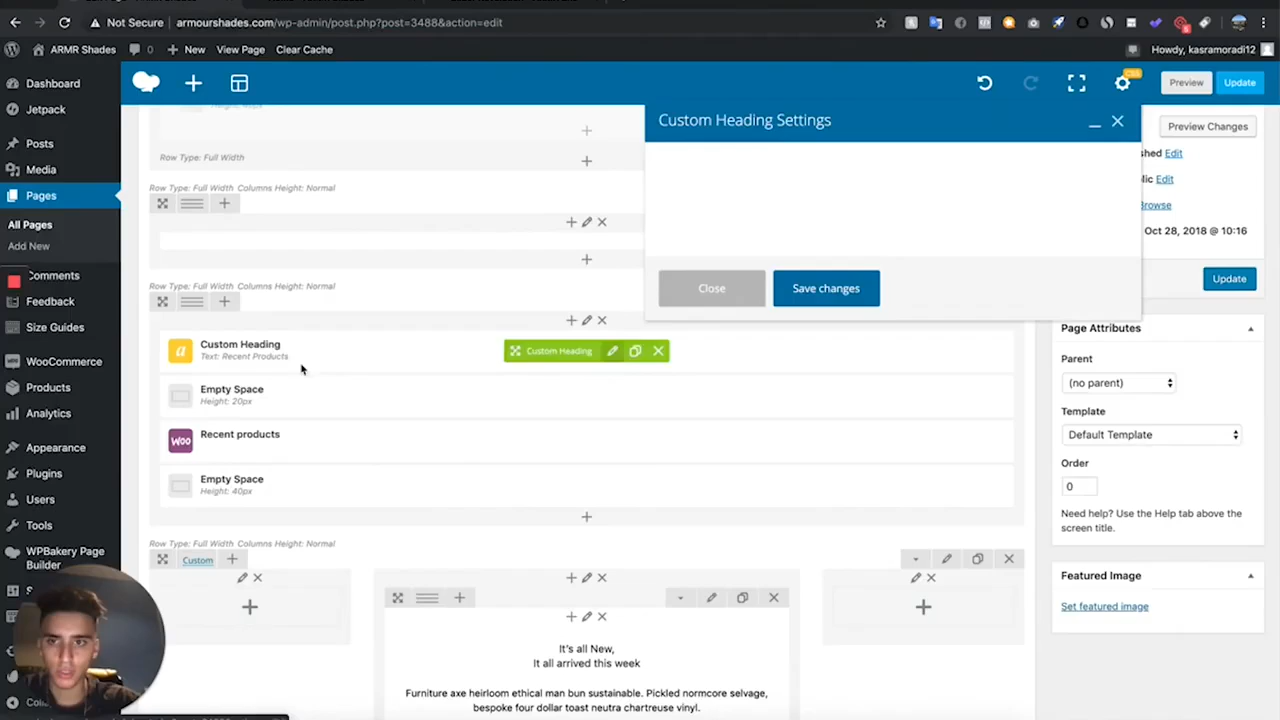 Not Secure
armourshades.com/wp-admin/post.php?post=3488&action=edit
ARMR Shades
0
New
View Page
Clear Cache
Howdy, kasramoradi12
Dashboard
Jetpack
Posts
Media
Pages
All Pages
Add New
Comments
Feedback
Size Guides
WooCommerce
Products
Analytics
Appearance
Plugins
Users
Tools
WPBakery Page
Builder
Preview
Update
Row Type: Full Width
Row Type: Full Width Columns Height: Normal
Row Type: Full Width Columns Height: Normal
Custom Heading
Text: Recent Products
Custom Heading
Empty Space
Height: 20px
Woo
Recent products
Empty Space
Height: 40px
Row Type: Full Width Columns Height: Normal
Custom
It's all New,
It all arrived this week
Furniture axe heirloom ethical man bun sustainable. Pickled normcore selvage,
bespoke four dollar toast neutra chartreuse vinyl.
Custom Heading Settings
Close
Save changes
Preview Changes
shed Edit
lic Edit
Browse
Oct 28, 2018 @ 10:16
Update
Page Attributes
Parent
(no parent)
Template
Default Template
Order
0
Need help? Use the Help tab above the
screen title.
Featured Image
Set featured image